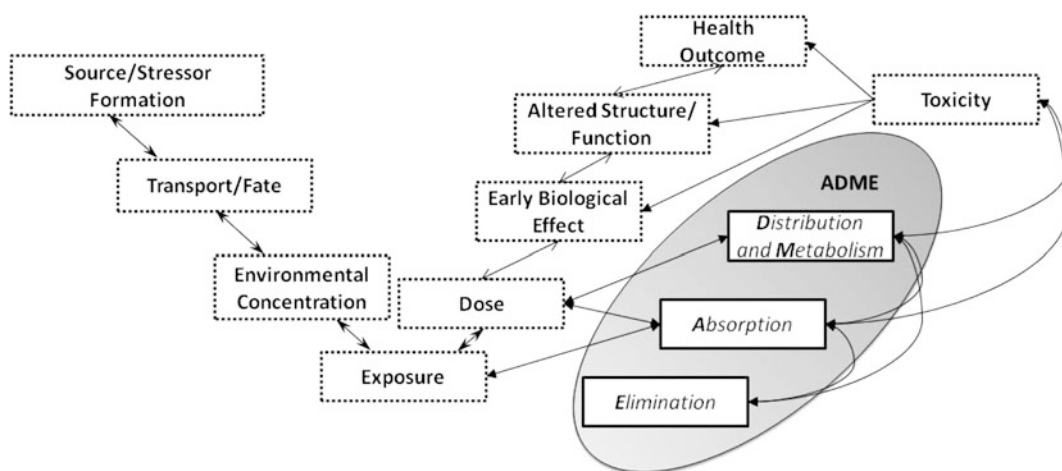 Health
Outcome
Source/Stressor
Formation
Altered Structure/
Function
Toxicity
Transport/Fate
ADME
Early Biological
Effect
Distribution
and Metabolism
Environmental
Concentration
Dose
Absorption
Exposure
Elimination